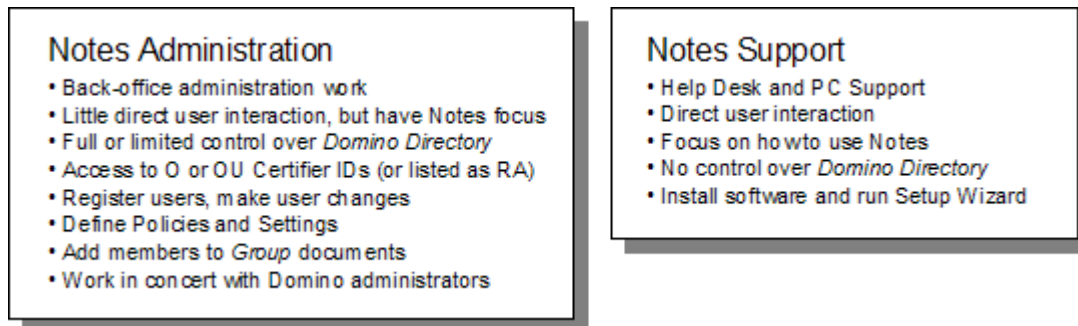 Notes Administration
• Back-office administration work
• Little direct user interaction, but have Notes focus
• Full or limited control over Domino Directory
• Access to O or OU Certifier IDs (or listed as RA)
• Register users, make user changes
• Define Policies and Settings
• Add members to Group documents
• Work in concert with Domino administrators
Notes Support
• Help Desk and PC Support
• Direct user interaction
• Focus on howto use Notes
• No control over Domino Directory
• Install software and run Setup Wizard